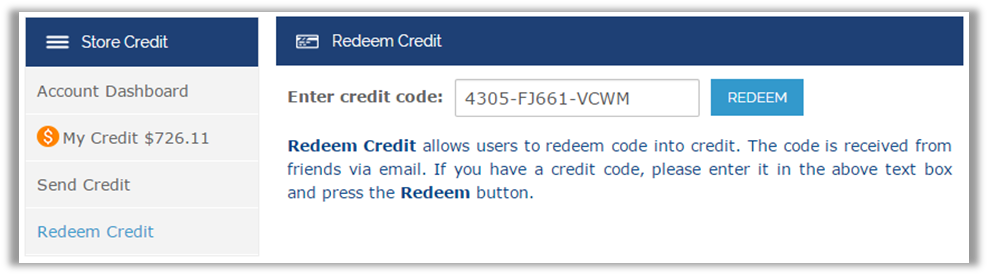 Store Credit
Account Dashboard
My Credit $726.11
Send Credit
Redeem Credit
Redeem Credit
Enter credit code: 4305-FJ661-VCWM REDEEM
Redeem Credit allows users to redeem code into credit. The code is received from
friends via email. If you have a credit code, please enter it in the above text box
and press the Redeem button.